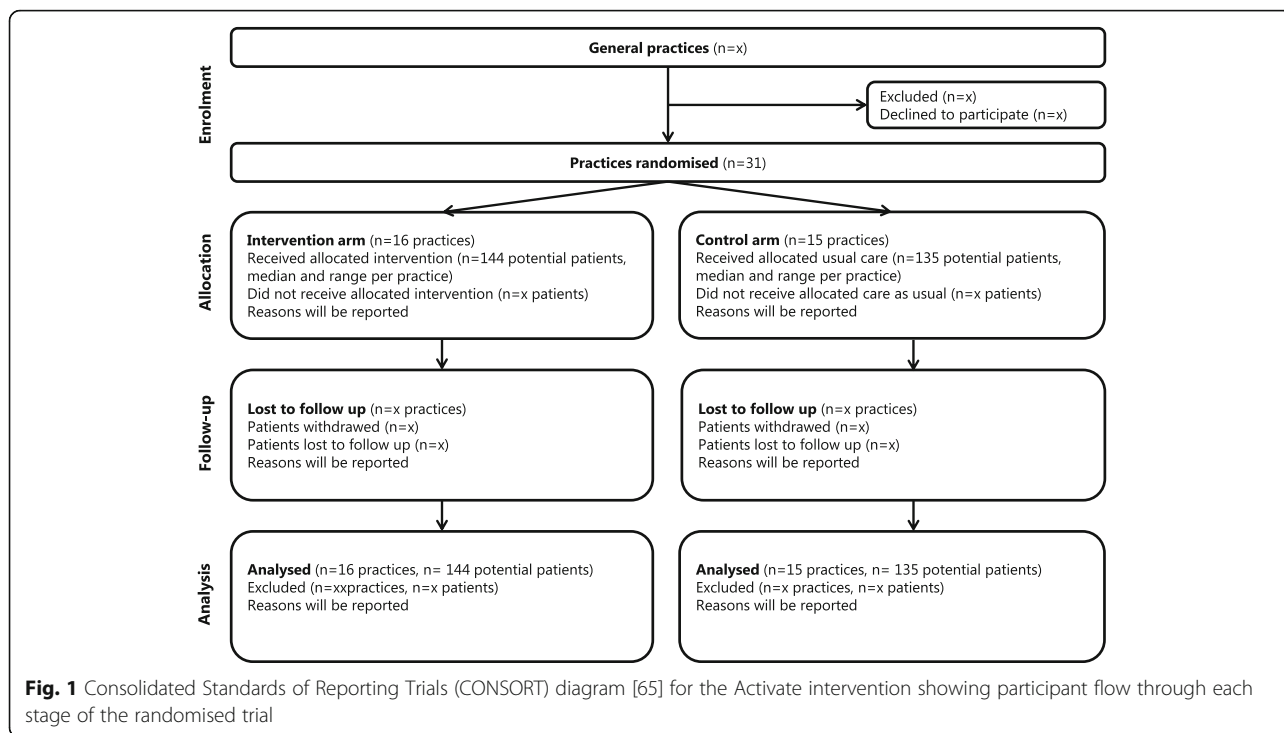 General practices (n=x)
Enrolment
Excluded (n=x)
Declined to participate (n=x)
Practices randomised (n=31)
Allocation
Intervention arm (n=16 practices)
Received allocated intervention (n=144 potential patients,
median and range per practice)
Did not receive allocated intervention (n=x patients)
Reasons will be reported
Control arm (n=15 practices)
Received allocated usual care (n=135 potential patients,
median and range per practice)
Did not receive allocated care as usual (n=x patients)
Reasons will be reported
Follow-up
Lost to follow up (n=x practices)
Patients withdrawed (n=x)
Patients lost to follow up (n=x)
Reasons will be reported
Lost to follow up (n=x practices)
Patients withdrawed (n=x)
Patients lost to follow up (n=x)
Reasons will be reported
Analysis
Analysed (n=16 practices, n= 144 potential patients)
Excluded (n=xxpractices, n=x patients)
Reasons will be reported
Analysed (n=15 practices, n= 135 potential patients)
Excluded (n=x practices, n=x patients)
Reasons will be reported
Fig. 1 Consolidated Standards of Reporting Trials (CONSORT) diagram [65] for the Activate intervention showing participant flow through each
stage of the randomised trial